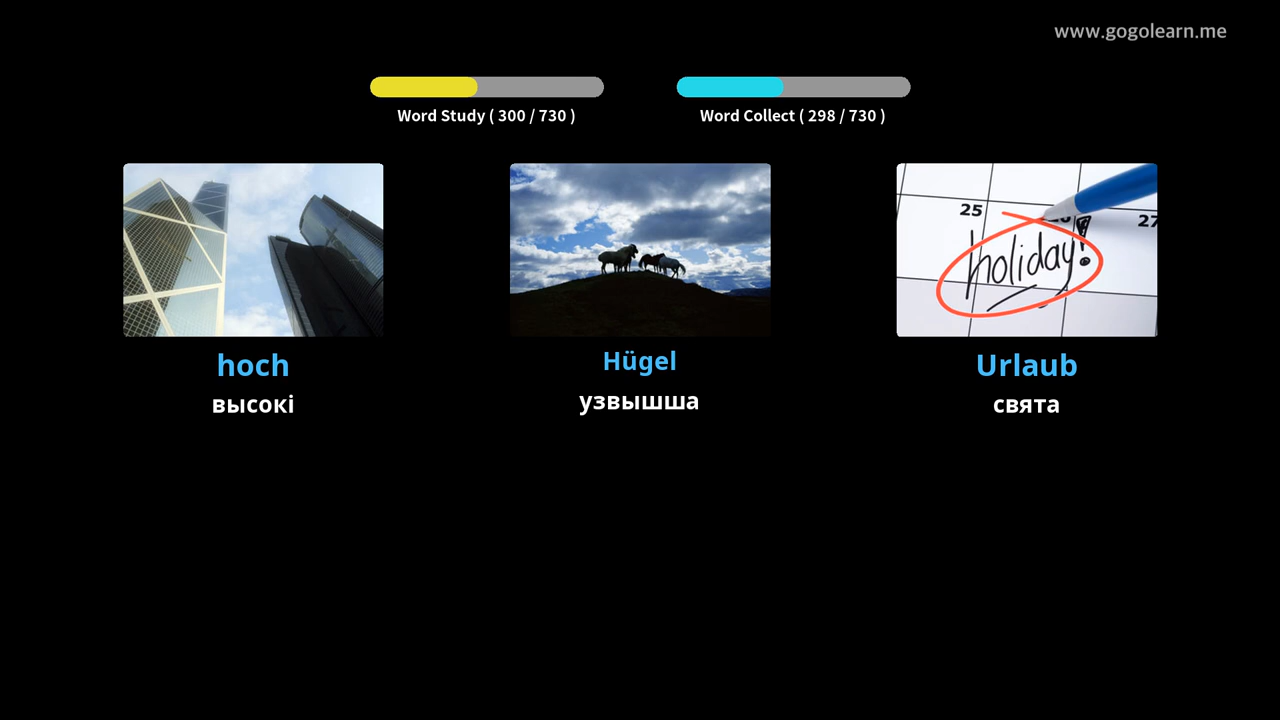 www.gogolearn.me
Word Study ( 300 / 730 )
Word Collect ( 298 / 730 )
25
27
holiday!
hoch
Hügel
Urlaub
высокі
узвышша
свята